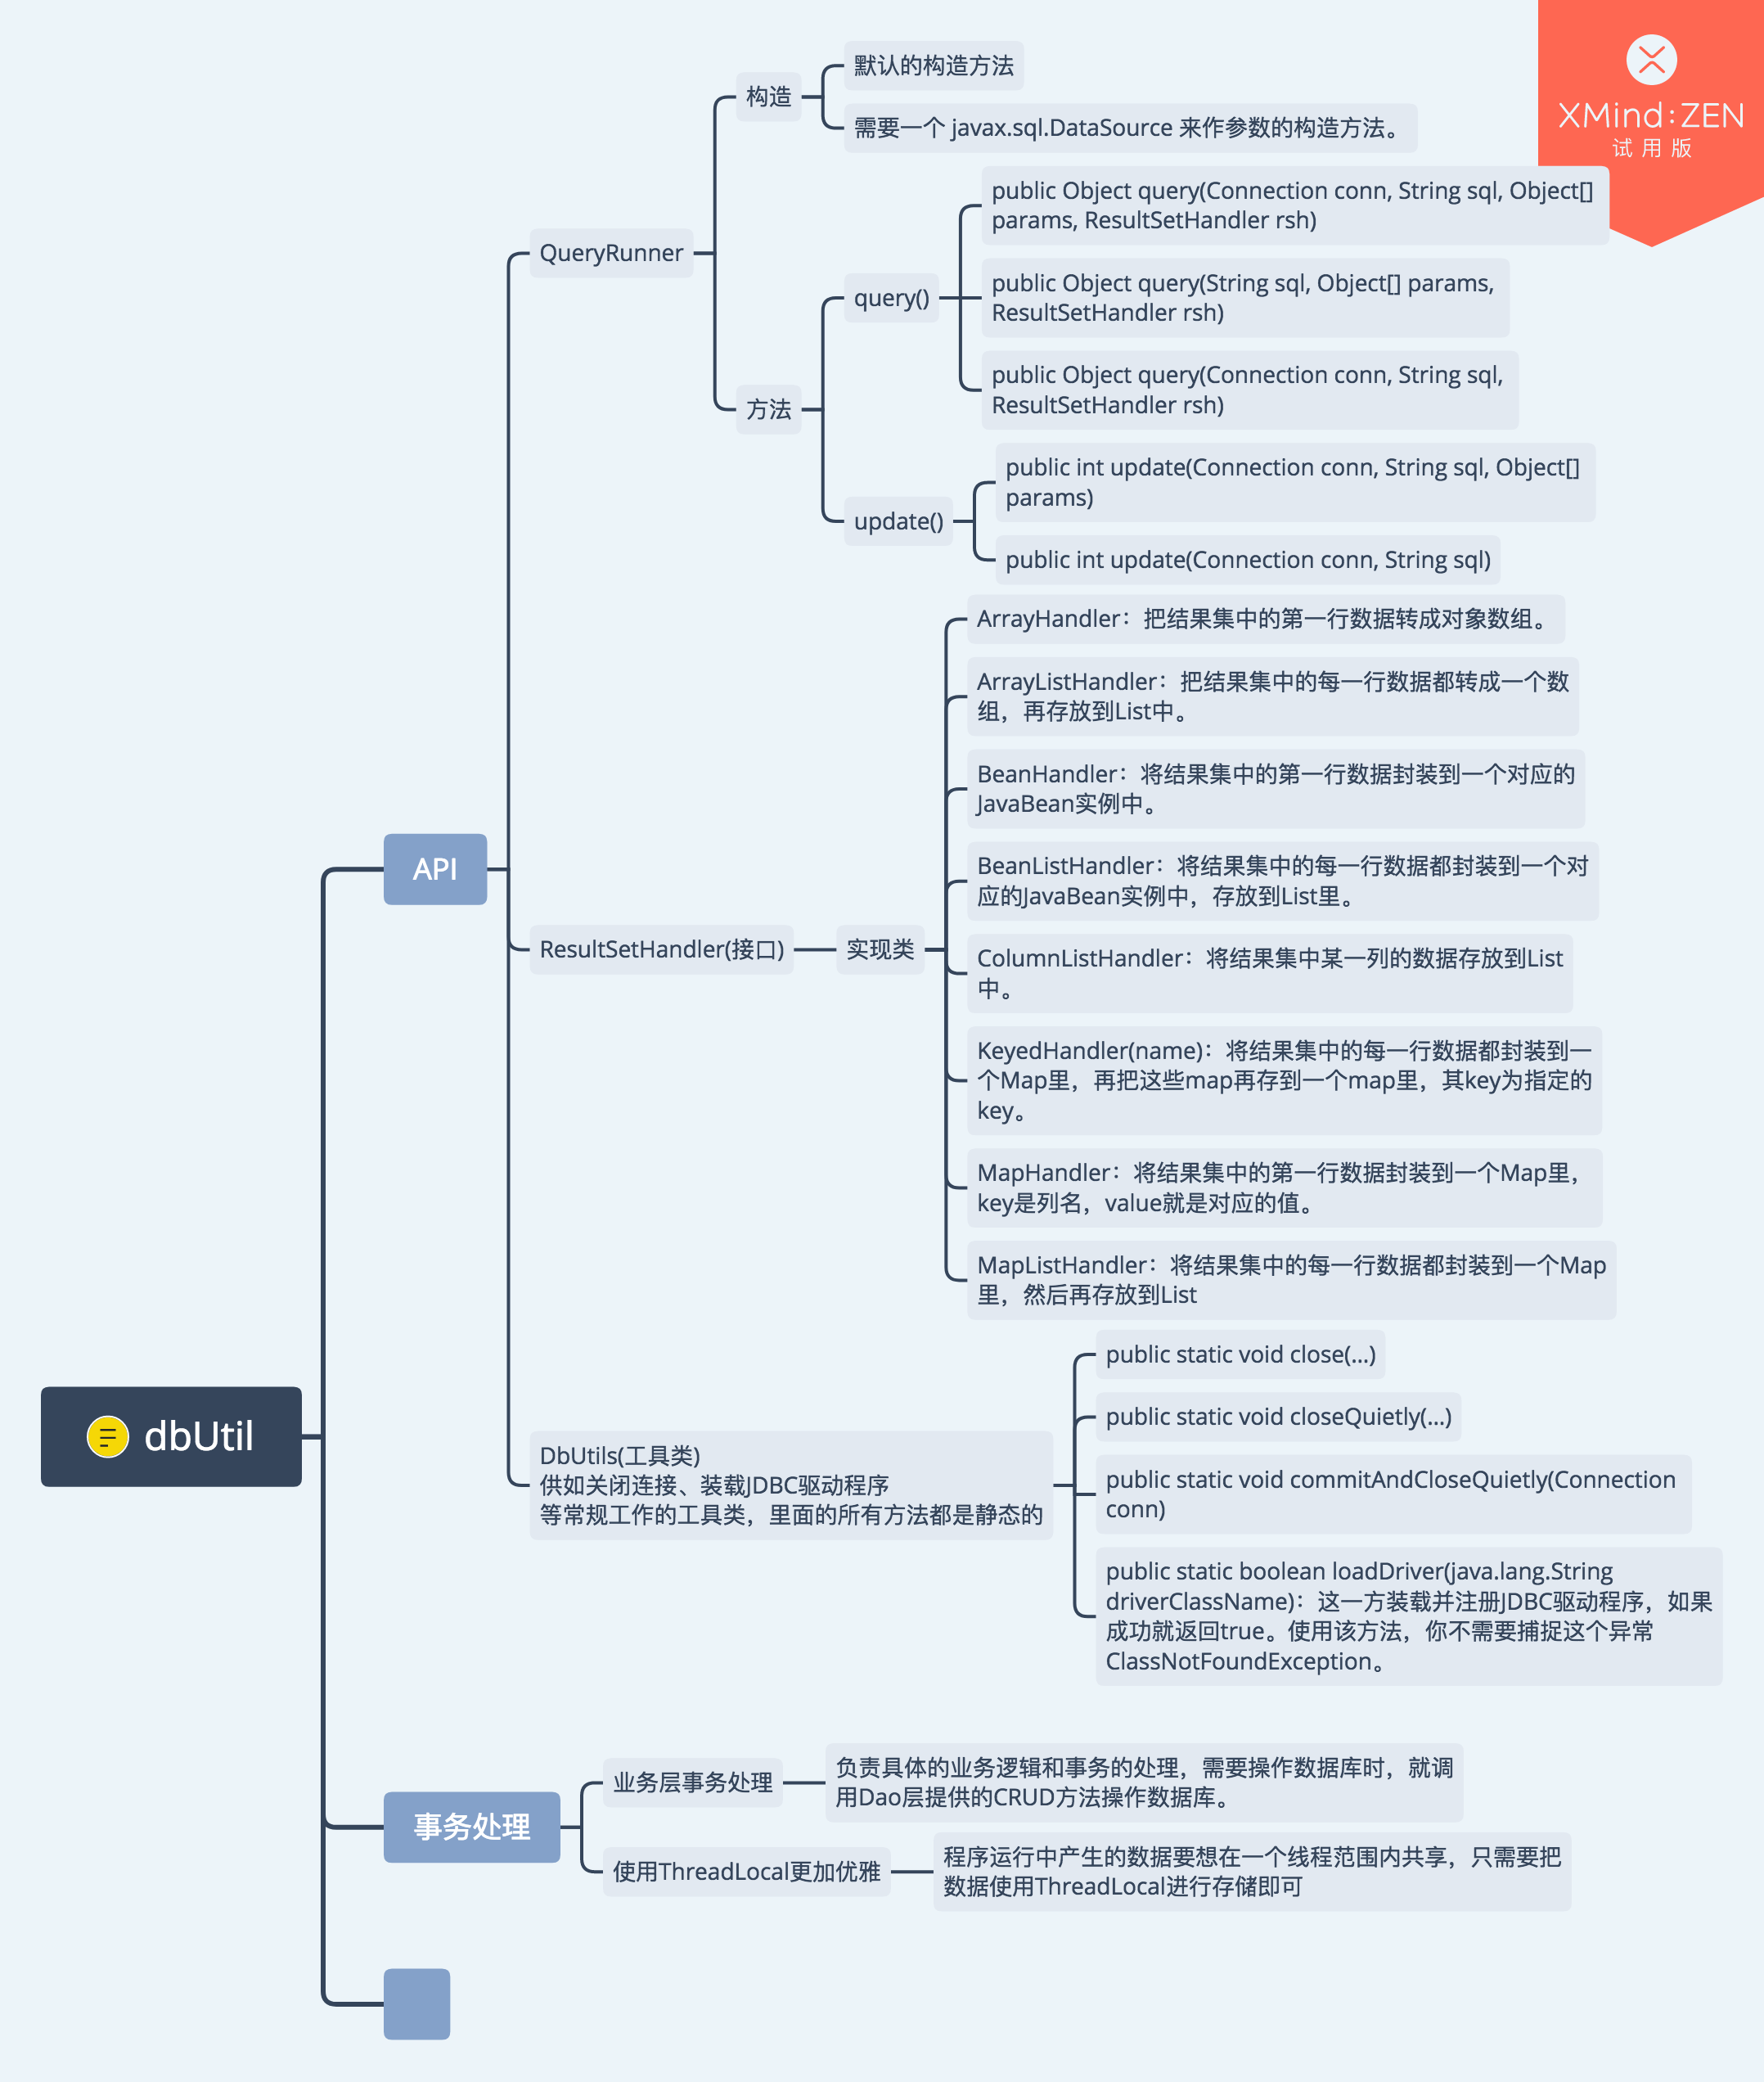 XMind:ZEN
试用版
默认的构造方法
构造
需要一个 javax.sql.DataSource 来作参数的构造方法。
QueryRunner
public Object query(Connection conn, String sql, Object[]
params, ResultSetHandler rsh)
query()
public Object query(String sql, Object[] params,
ResultSetHandler rsh)
public Object query(Connection conn, String sql,
ResultSetHandler rsh)
方法
public int update(Connection conn, String sql, Object[]
params)
update()
public int update(Connection conn, String sql)
API
ResultSetHandler(接口)
实现类
ArrayHandler：把结果集中的第一行数据转成对象数组。
ArrayListHandler：把结果集中的每一行数据都转成一个数
组，再存放到List中。
BeanHandler：将结果集中的第一行数据封装到一个对应的
JavaBean实例中。
BeanListHandler：将结果集中的每一行数据都封装到一个对
应的JavaBean实例中，存放到List里。
ColumnListHandler：将结果集中某一列的数据存放到List
中。
KeyedHandler(name)：将结果集中的每一行数据都封装到一
个Map里，再把这些map再存到一个map里，其key为指定的
key。
MapHandler：将结果集中的第一行数据封装到一个Map里，
key是列名，value就是对应的值。
MapListHandler：将结果集中的每一行数据都封装到一个Map
里，然后再存放到List
dbUtil
DbUtils(工具类)
供如关闭连接、装载JDBC驱动程序
等常规工作的工具类，里面的所有方法都是静态的
public static void close(...)
public static void closeQuietly(...)
public static void commitAndCloseQuietly(Connection
conn)
public static boolean loadDriver(java.lang.String
driverClassName)：这一方装载并注册JDBC驱动程序，如果
成功就返回true。使用该方法，你不需要捕捉这个异常
ClassNotFoundException。
事务处理
业务层事务处理
负责具体的业务逻辑和事务的处理，需要操作数据库时，就调
用Dao层提供的CRUD方法操作数据库。
使用ThreadLocal更加优雅
程序运行中产生的数据要想在一个线程范围内共享，只需要把
数据使用ThreadLocal进行存储即可